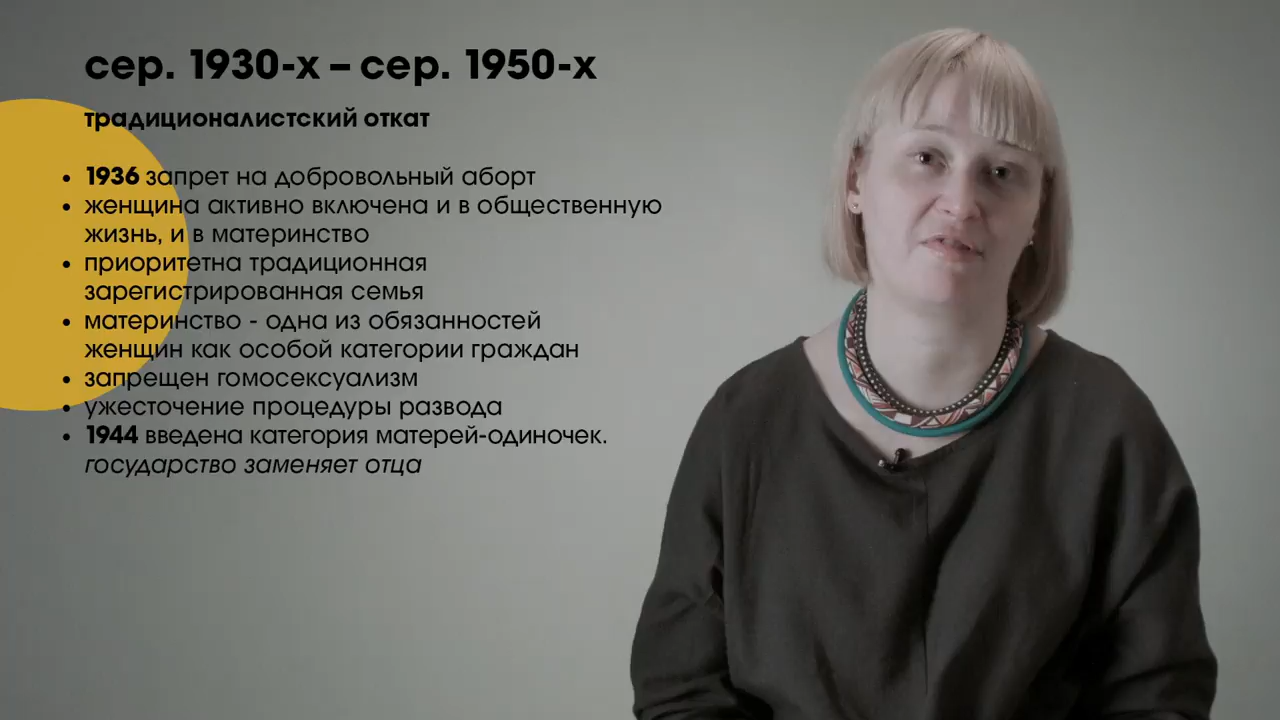 сер. 1930-х – сер. 1950-х
традиционалистский откат
• 1936 запрет на добровольный аборт
• женщина активно включена и в общественную
жизнь, и в материнство
• приоритетна традиционная
зарегистрированная семья
• материнство - одна из обязанностей
женщин как особой категории граждан
• запрещен гомосексуализм
• ужесточение процедуры развода
• 1944 введена категория матерей-одиночек.
государство заменяет отца